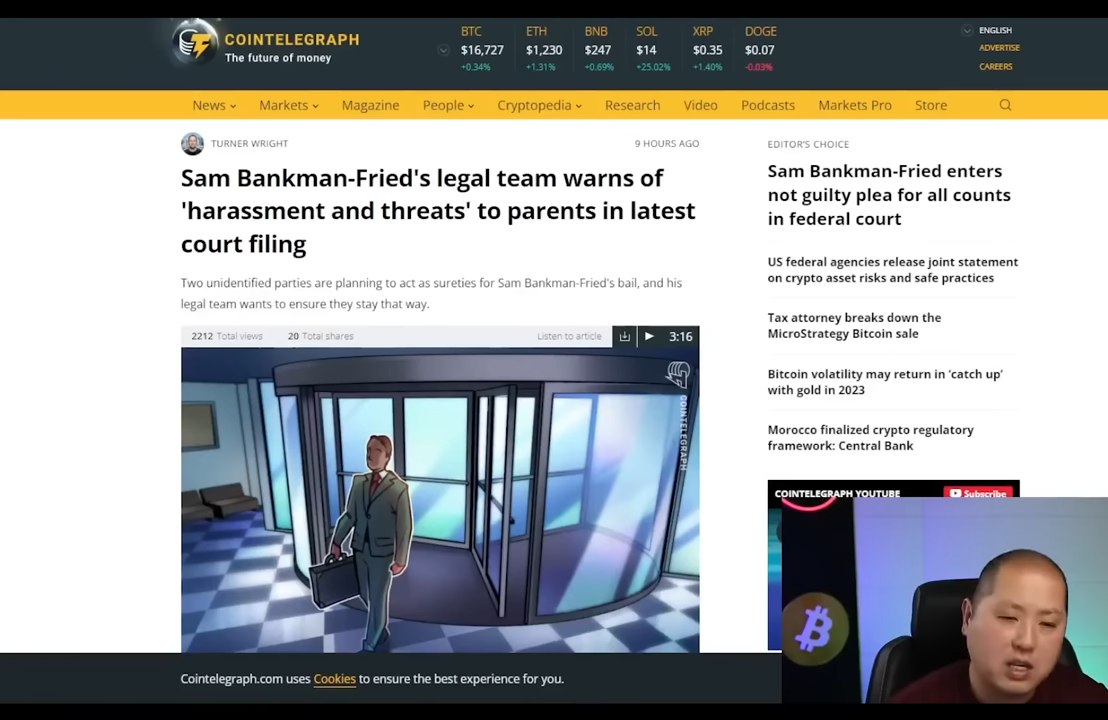 COINTELEGRAPH
The future of money
BTC ETH BNB SOL XRP DOGE
$16,727 $1,230 $247 $14 $0.35 $0.07
+0.34% +1.31% +0.69% +25.02% +1.40% -0.03%
ENGLISH
ADVERTISE
CAREERS
News Markets Magazine People Cryptopedia Research Video Podcasts Markets Pro Store
TURNER WRIGHT 9 HOURS AGO
Sam Bankman-Fried's legal team warns of
'harassment and threats' to parents in latest
court filing
Two unidentified parties are planning to act as sureties for Sam Bankman-Fried's bail, and his
legal team wants to ensure they stay that way.
2212 Total views 20 Total shares Listen to article 3:16
COINTELEGRAPH
EDITOR'S CHOICE
Sam Bankman-Fried enters
not guilty plea for all counts
in federal court
US federal agencies release joint statement
on crypto asset risks and safe practices
Tax attorney breaks down the
MicroStrategy Bitcoin sale
Bitcoin volatility may return in ‘catch up’
with gold in 2023
Morocco finalized crypto regulatory
framework: Central Bank
COINTELEGRAPH YOUTUBE Subscribe
Cointelegraph.com uses Cookies to ensure the best experience for you.